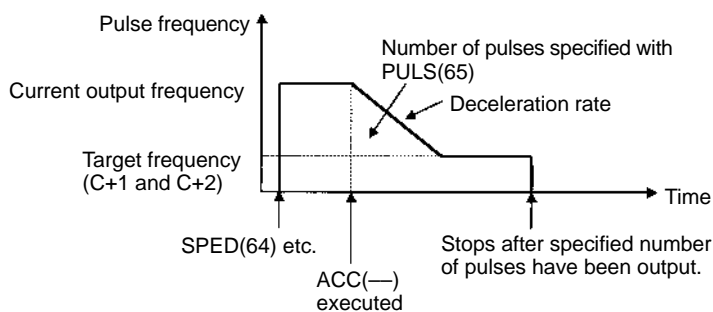 Pulse frequency
Number of pulses specified with
PULS(65)
Current output frequency
Deceleration rate
Target frequency
(C+1 and C+2)
Time
SPED(64) etc.
Stops after specified number
of pulses have been output.
ACC(—)
executed